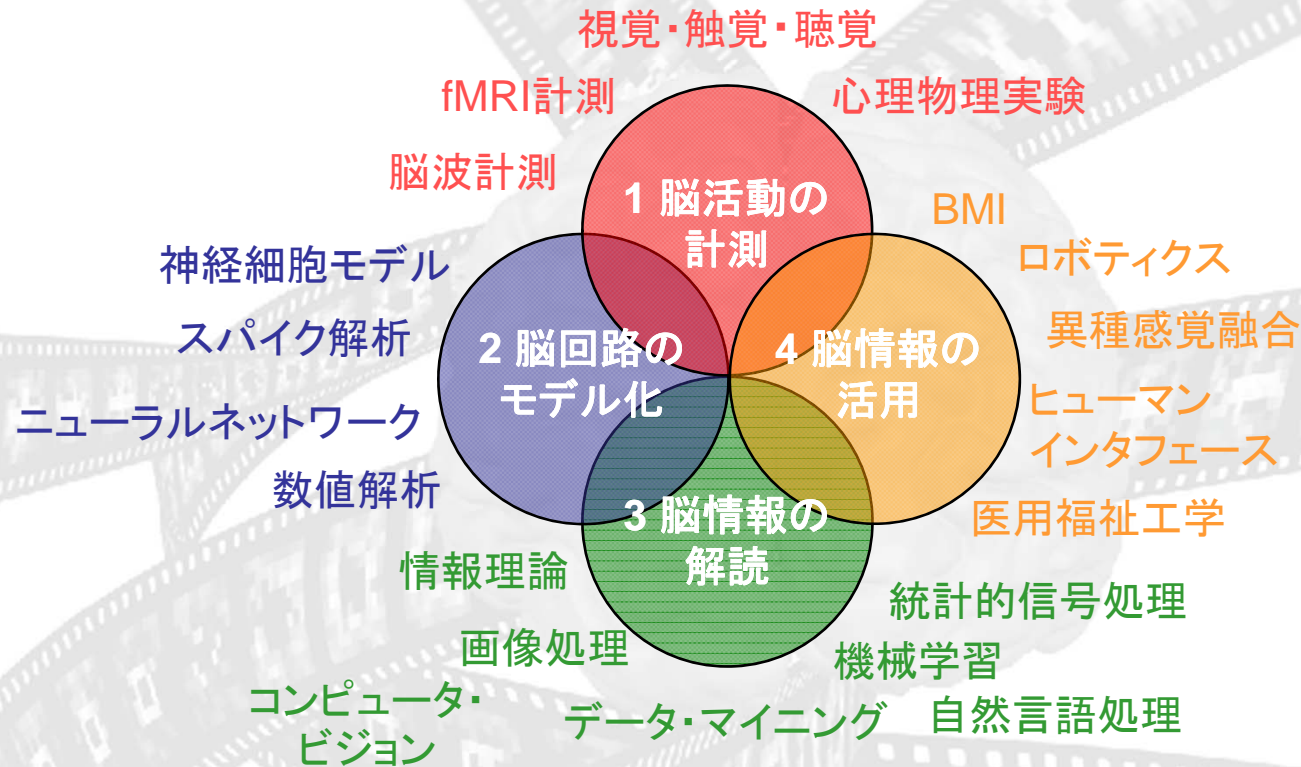 視覚・触覚・聴覚
fMRI計測
心理物理実験
脳波計測
1 脳活動の
計測
BMI
ロボティクス
異種感覚融合
ヒューマン
インタフェース
医用福祉工学
神経細胞モデル
スパイク解析
ニューラルネットワーク
数値解析
2 脳回路の
モデル化
4 脳情報の
活用
3 脳情報の
解読
情報理論
画像処理
コンピュータ・
ビジョン
データ・マイニング
統計的信号処理
機械学習
自然言語処理